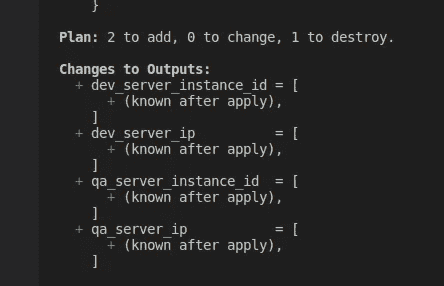 }
Plan: 2 to add, 0 to change, 1 to destroy.
Changes to Outputs:
+ dev_server_instance_id = [
+ (known after apply),
]
+ dev_server_ip = [
+ (known after apply),
]
+ qa_server_instance_id = [
+ (known after apply),
]
+ qa_server_ip = [
+ (known after apply),
]